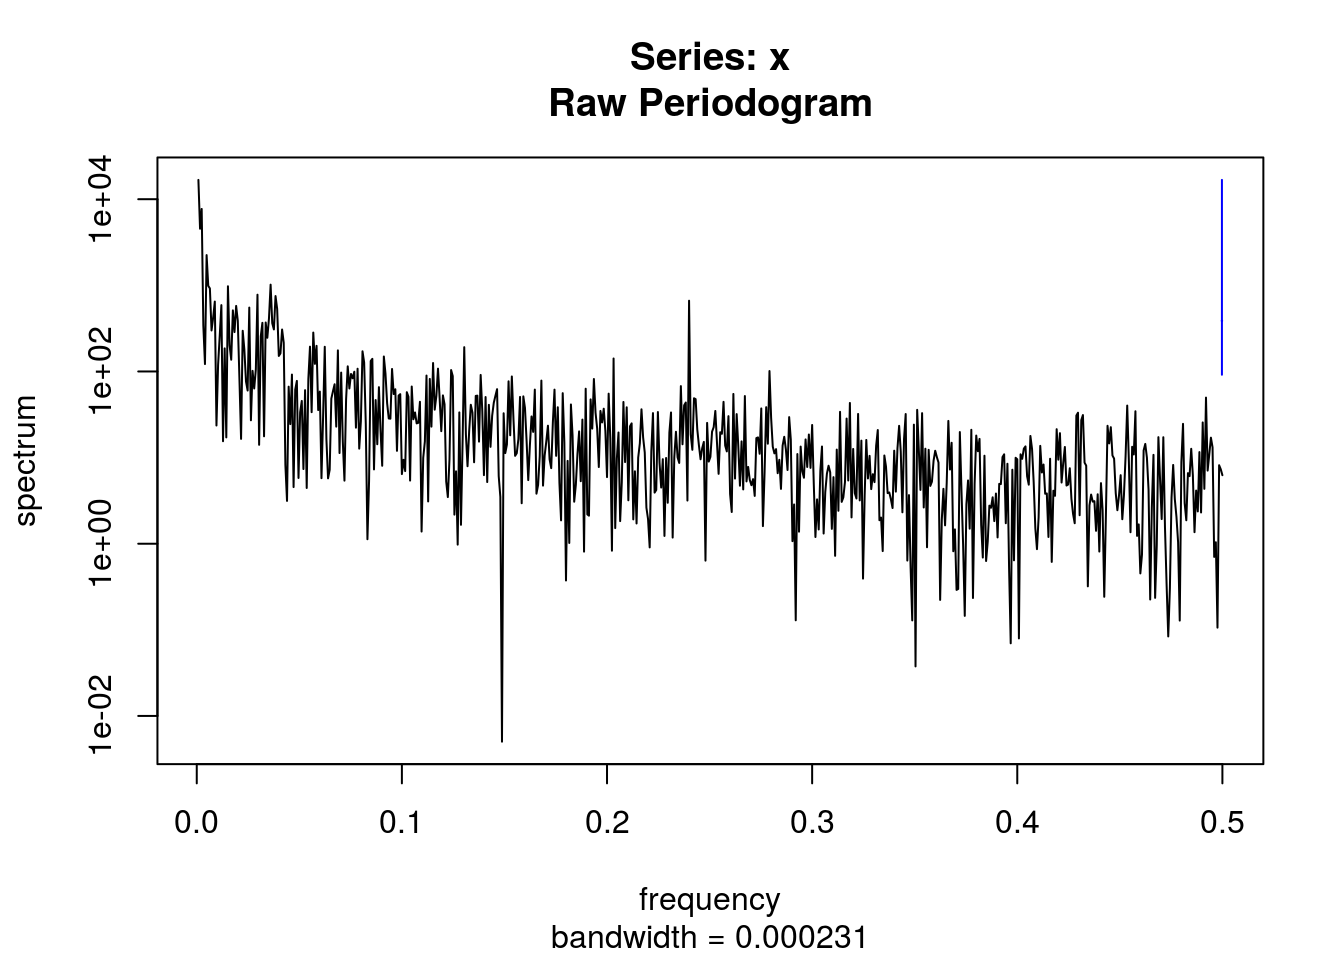 Series: x
Raw Periodogram
1e+04
1e+02
1e+00
1e-02
spectrum
0.0 0.1 0.2 0.3 0.4 0.5
frequency
bandwidth = 0.000231